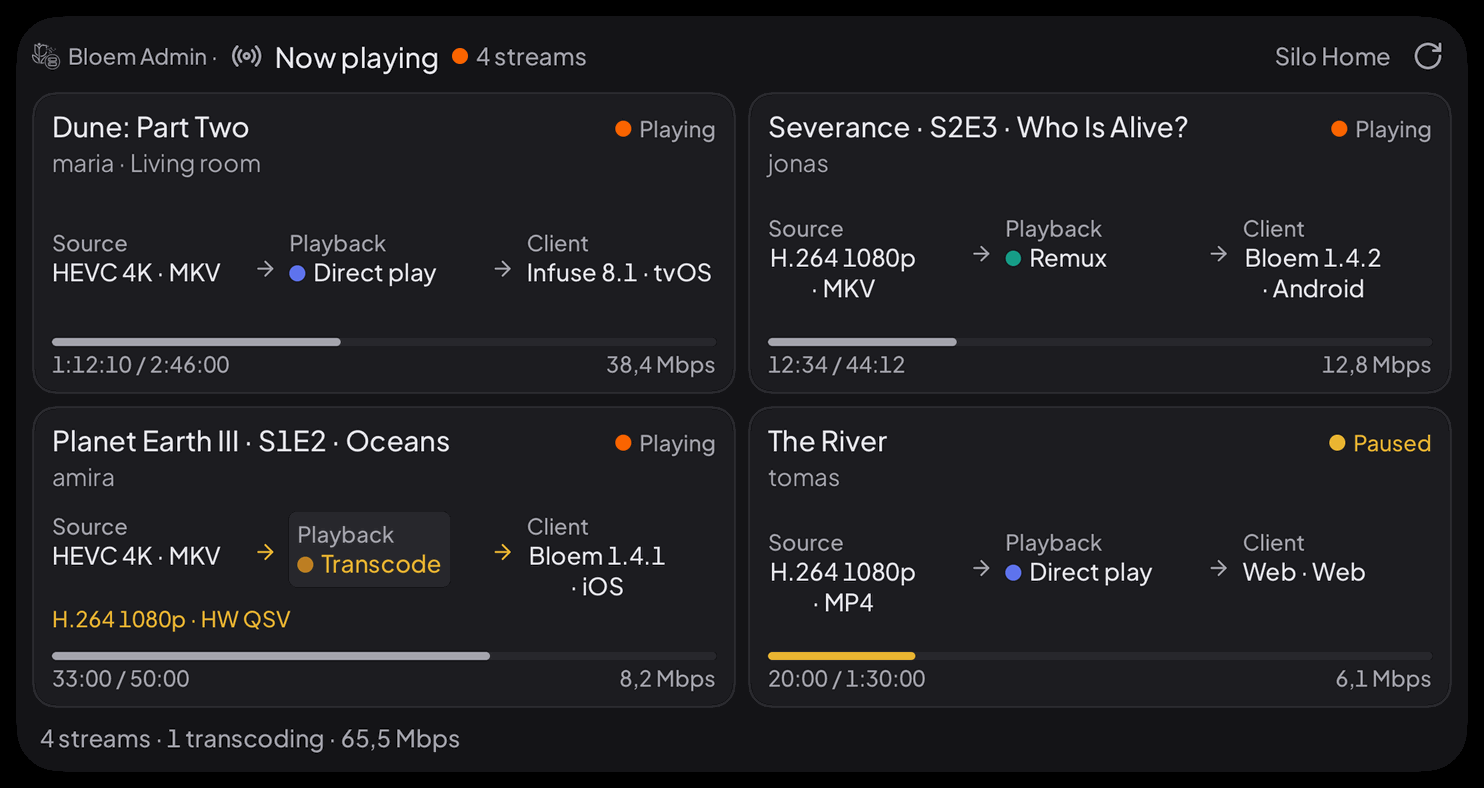 Bloem Admin · Now playing 4 streams Silo Home
Dune: Part Two Playing
maria · Living room
Source Playback Client
HEVC 4K · MKV → Direct play → Infuse 8.1 · tvOS
1:12:10 / 2:46:00 38,4 Mbps
Severance · S2E3 · Who Is Alive? Playing
jonas
Source Playback Client
H.264 1080p → Remux → Bloem 1.4.2
· MKV · Android
12:34 / 44:12 12,8 Mbps
Planet Earth III · S1E2 · Oceans Playing
amira
Source Playback Client
HEVC 4K · MKV → Transcode → Bloem 1.4.1
· iOS
H.264 1080p · HW QSV
33:00 / 50:00 8,2 Mbps
The River Paused
tomas
Source Playback Client
H.264 1080p → Direct play → Web · Web
· MP4
20:00 / 1:30:00 6,1 Mbps
4 streams · 1 transcoding · 65,5 Mbps